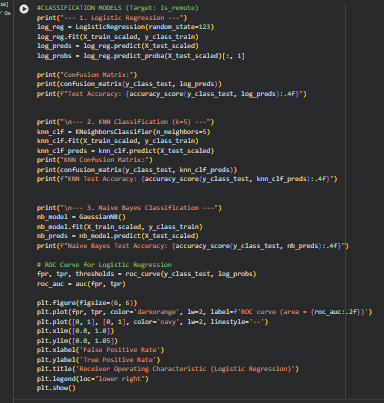 #CLASSIFICATION MODELS (Target: is_remote)
print("--- 1. Logistic Regression ---")
log_reg = LogisticRegression(random_state=123)
log_reg.fit(X_train_scaled, y_class_train)
log_preds = log_reg.predict(X_test_scaled)
log_probs = log_reg.predict_proba(X_test_scaled)[:, 1]
print("Confusion Matrix:")
print(confusion_matrix(y_class_test, log_preds))
print(f"Test Accuracy: {accuracy_score(y_class_test, log_preds):.4f}")
print("\n--- 2. KNN Classification (k=5) ---")
knn_clf = KNeighborsClassifier(n_neighbors=5)
knn_clf.fit(X_train_scaled, y_class_train)
knn_clf_preds = knn_clf.predict(X_test_scaled)
print("KNN Confusion Matrix:")
print(confusion_matrix(y_class_test, knn_clf_preds))
print(f"KNN Test Accuracy: {accuracy_score(y_class_test, knn_clf_preds):.4f}")
print("\n--- 3. Naive Bayes Classification ---")
nb_model = GaussianNB()
nb_model.fit(X_train_scaled, y_class_train)
nb_preds = nb_model.predict(X_test_scaled)
print(f"Naive Bayes Test Accuracy: {accuracy_score(y_class_test, nb_preds):.4f}")
# ROC Curve for Logistic Regression
fpr, tpr, thresholds = roc_curve(y_class_test, log_probs)
roc_auc = auc(fpr, tpr)
plt.figure(figsize=(6, 6))
plt.plot(fpr, tpr, color='darkorange', lw=2, label=f'ROC curve (area = {roc_auc:.2f})')
plt.plot([0, 1], [0, 1], color='navy', lw=2, linestyle='--')
plt.xlim([0.0, 1.0])
plt.ylim([0.0, 1.05])
plt.xlabel('False Positive Rate')
plt.ylabel('True Positive Rate')
plt.title('Receiver Operating Characteristic (Logistic Regression)')
plt.legend(loc="lower right")
plt.show()